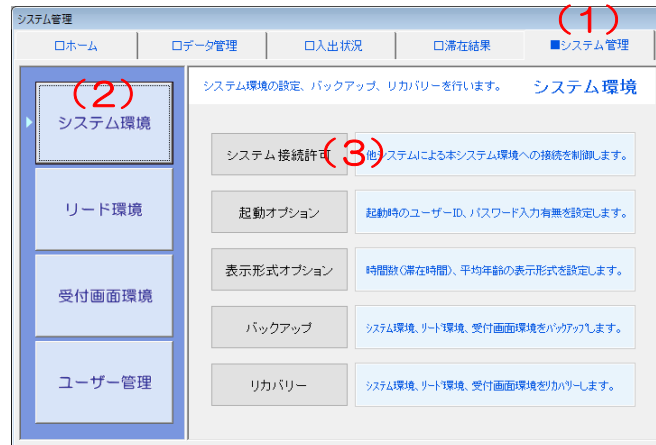 システム管理
(1)
□ホーム
□データ管理
□入出状況
□滞在結果
■システム管理
(2)
システム環境
リード環境
受付画面環境
ユーザー管理
システム環境の設定、バックアップ、リカバリーを行います。
システム環境
システム接続許可
(3)
他システムによる本システム環境への接続を制御します。
起動オプション
起動時のユーザーID、パスワード入力有無を設定します。
表示形式オプション
時間数(滞在時間)、平均年齢の表示形式を設定します。
バックアップ
システム環境、リード環境、受付画面環境をバックアップします。
リカバリー
システム環境、リード環境、受付画面環境をリカバリーします。